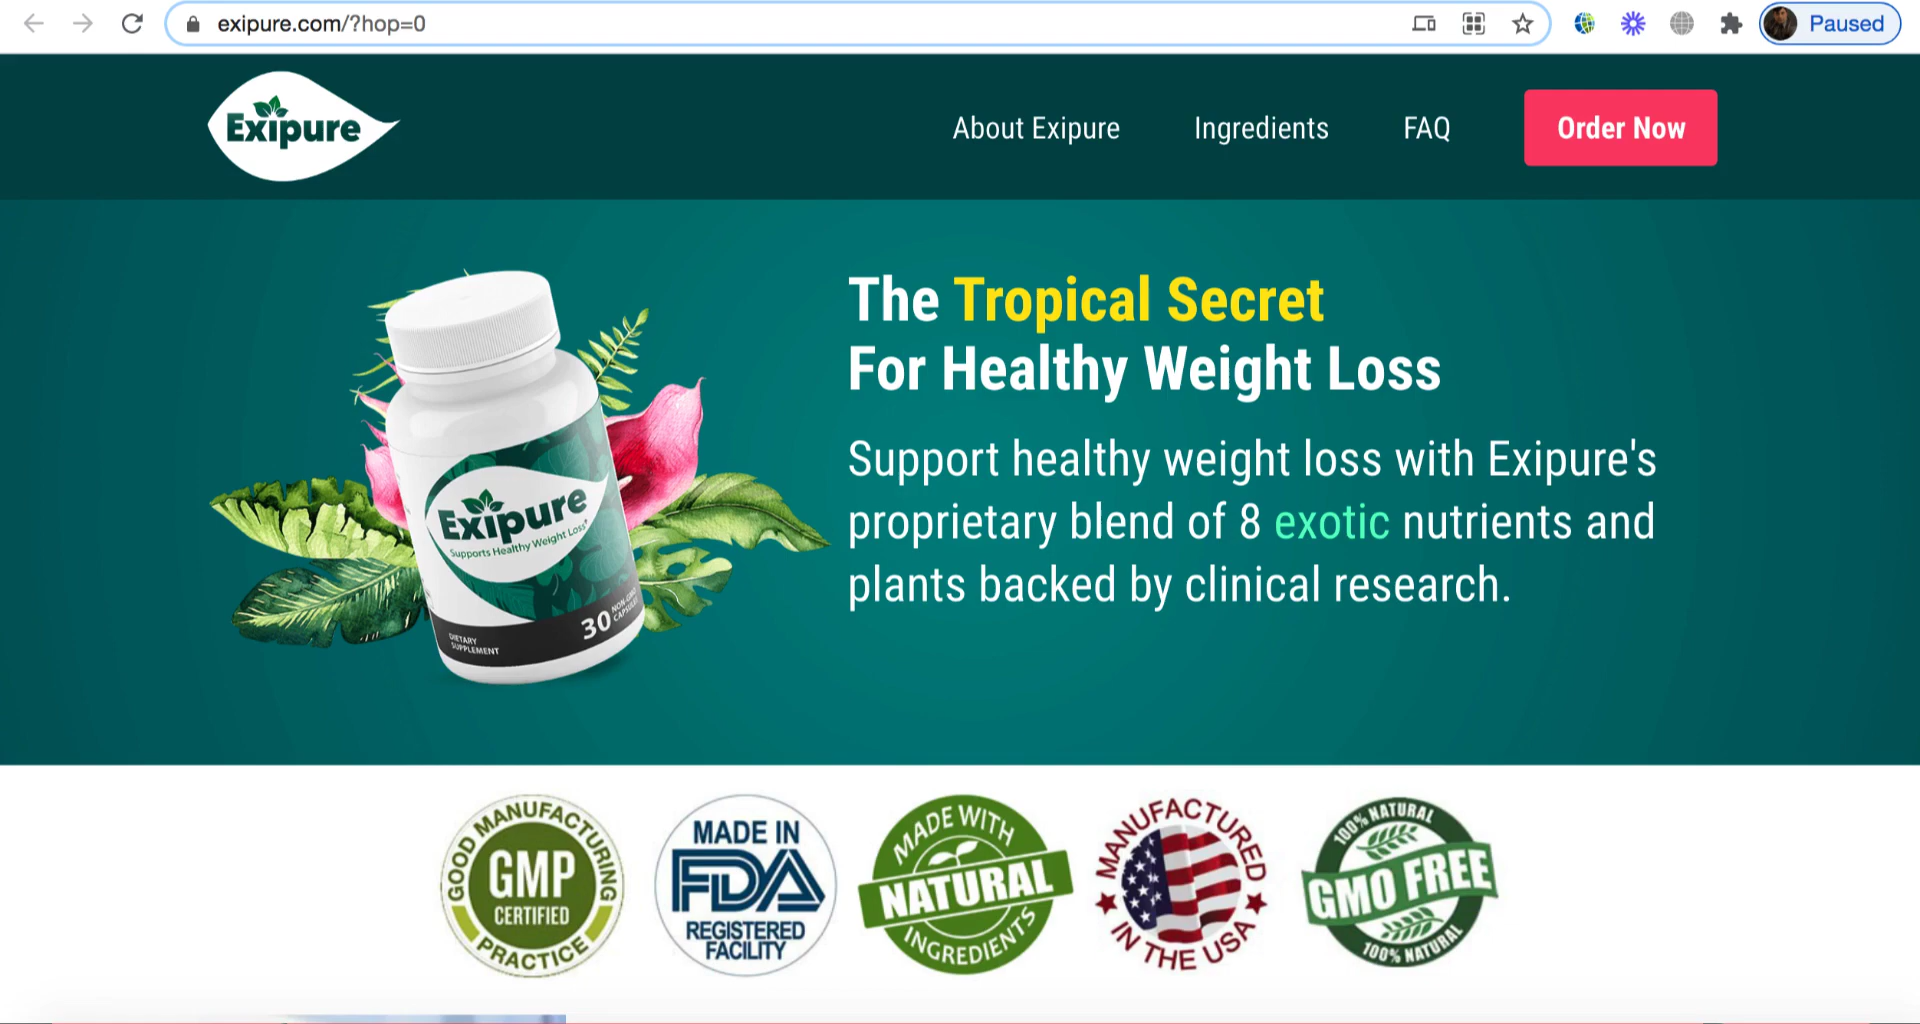 exipure.com/?hop=0
Paused
Exipure
About Exipure
Ingredients
FAQ
Order Now
The Tropical Secret
For Healthy Weight Loss
Support healthy weight loss with Exipure's
proprietary blend of 8 exotic nutrients and
plants backed by clinical research.
Exipure
Supports Healthy Weight Loss
DIETARY
SUPPLEMENT
30
NON-GMO
CAPSULES
GOOD MANUFACTURING
GMP
CERTIFIED
PRACTICE
MADE IN
FDA
REGISTERED
FACILITY
MADE WITH
NATURAL
INGREDIENTS
MANUFACTURED
IN THE USA
100% NATURAL
GMO FREE
100% NATURAL